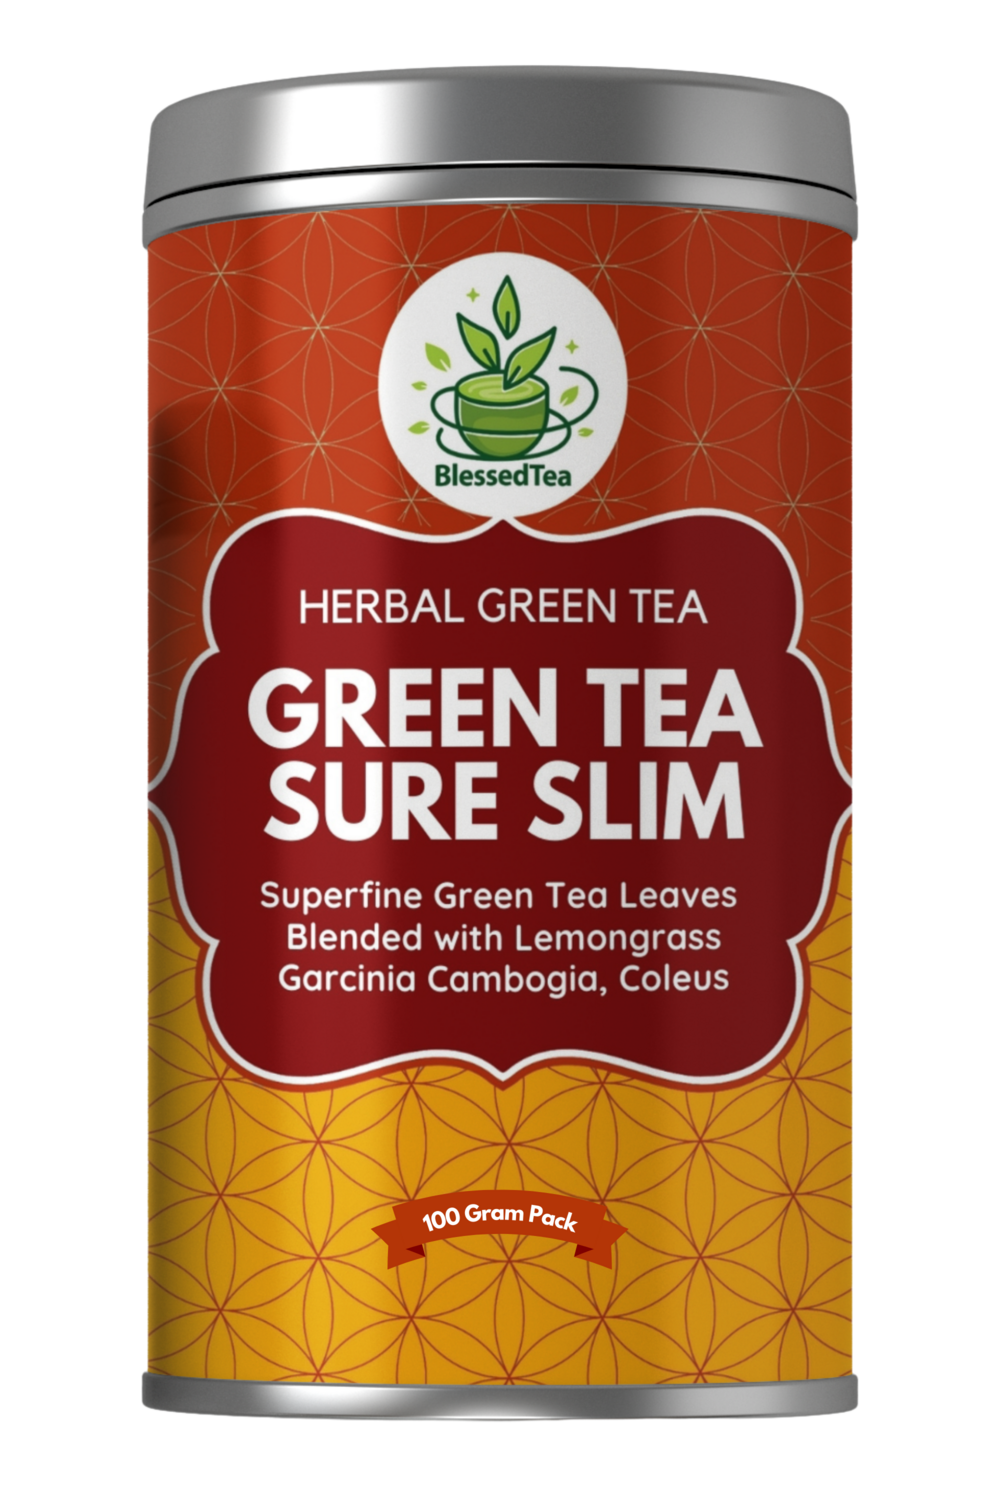 BlessedTea
HERBAL GREEN TEA
GREEN TEA
SURE SLIM
Superfine Green Tea Leaves
Blended with Lemongrass
Garcinia Cambogia, Coleus
100 Gram Pack